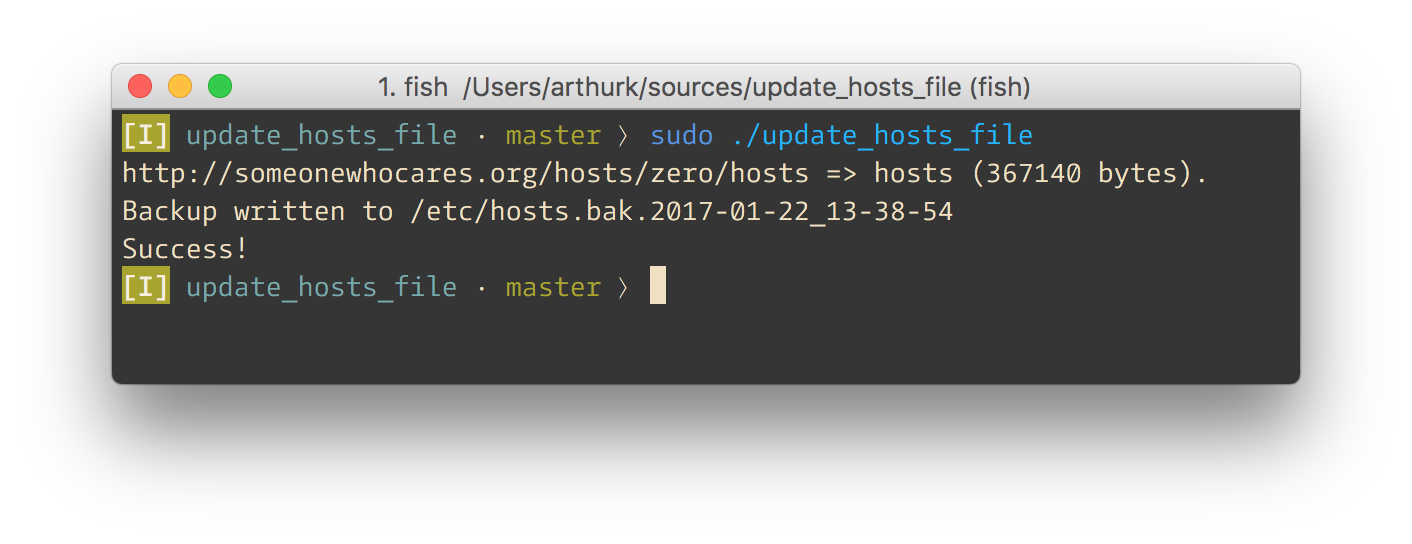 1. fish /Users/arthurk/sources/update_hosts_file (fish)
[I] update_hosts_file · master 〉 sudo ./update_hosts_file
http://someonewhocares.org/hosts/zero/hosts => hosts (367140 bytes).
Backup written to /etc/hosts.bak.2017-01-22_13-38-54
Success!
[I] update_hosts_file · master 〉